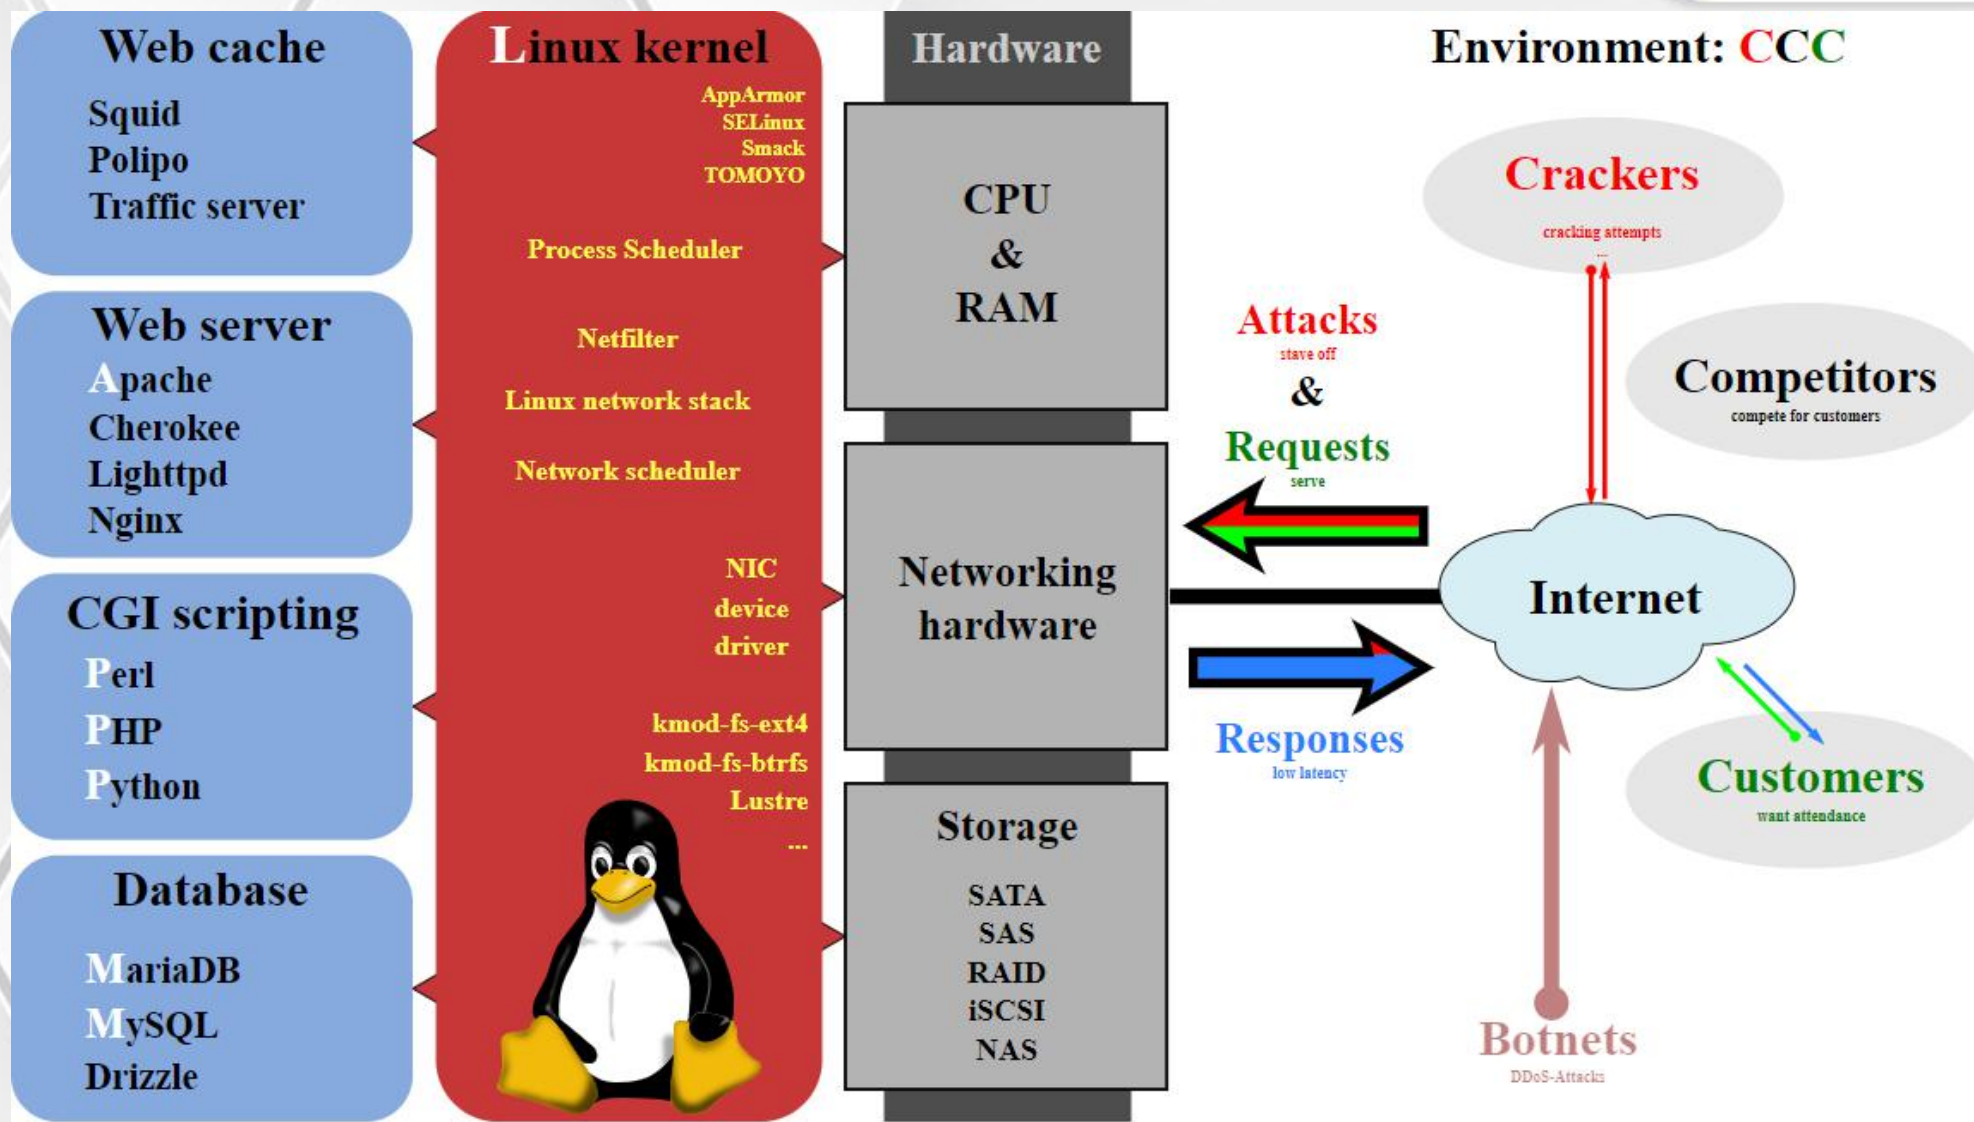 Web cache
Squid
Polipo
Traffic server
Web server
Apache
Cherokee
Lighttpd
Nginx
CGI scripting
Perl
PHP
Python
Database
MariaDB
MySQL
Drizzle
Linux kernel
AppArmor
SELinux
Smack
TOMOYO
Process Scheduler
Netfilter
Linux network stack
Network scheduler
NIC
device
driver
kmod-fs-ext4
kmod-fs-btrfs
Lustre
...
Hardware
CPU
&
RAM
Networking
hardware
Storage
SATA
SAS
RAID
iSCSI
NAS
Environment: CCC
Crackers
cracking attempts
...
Attacks
stave off
&
Requests
serve
Competitors
compete for customers
Internet
Responses
low latency
Customers
want attendance
Botnets
DDoS-Attacks